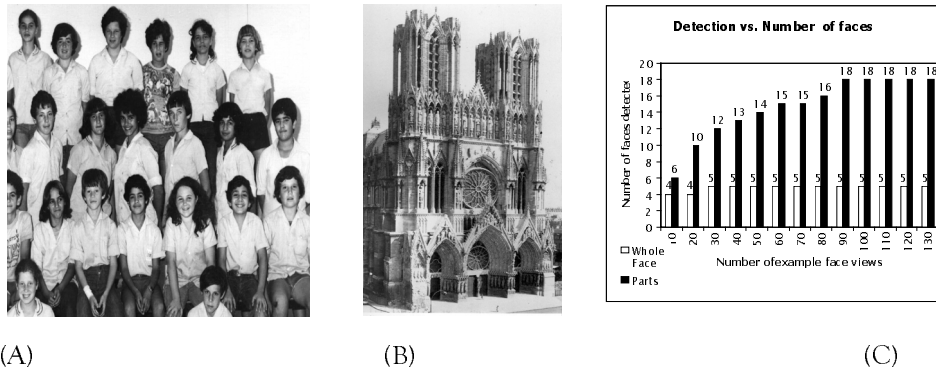 Detection vs. Number of faces
Number of faces detected
20
18
16
14
12
10
8
6
4
2
0
4 6 4 10 5 12 5 13 5 14 5 15 5 15 5 16 5 18 5 18 5 18 5 18 5 18
10 20 30 40 50 60 70 80 90 100 110 120 130
Number of example face views
Whole
Face
Parts
(A) (B) (C)